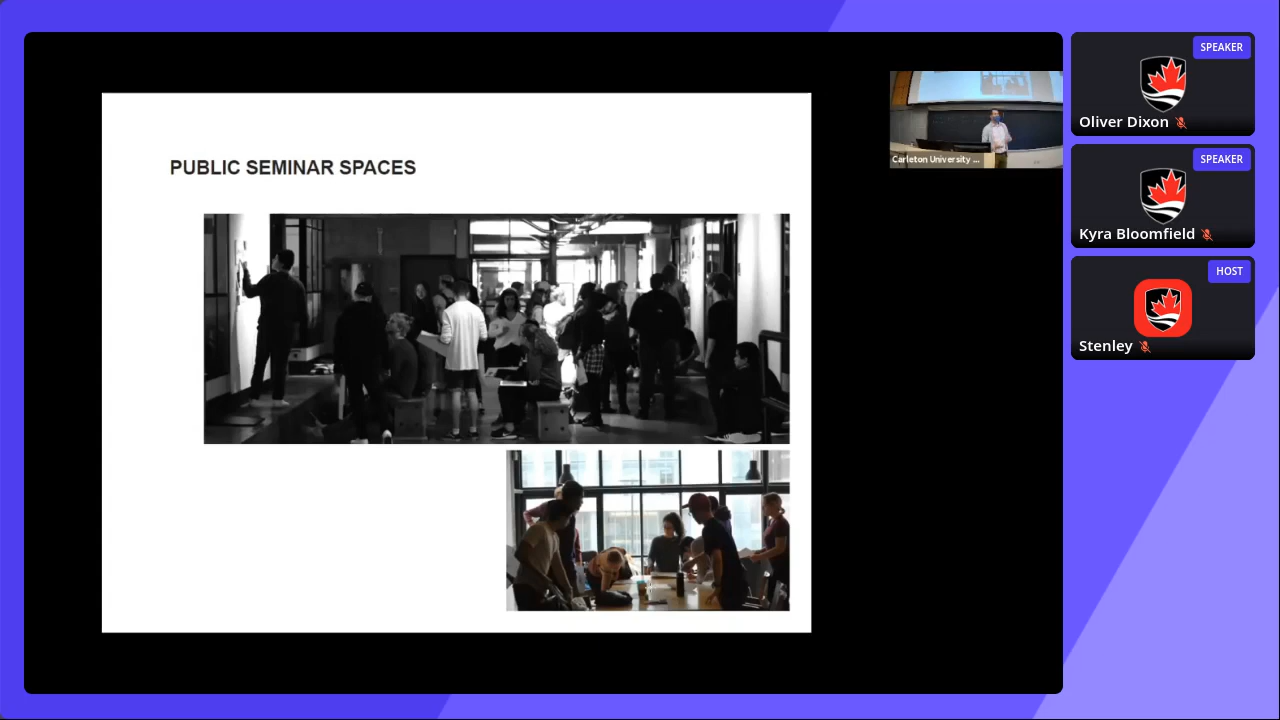 PUBLIC SEMINAR SPACES
Carleton University ...
SPEAKER
Oliver Dixon
SPEAKER
Kyra Bloomfield
HOST
Stenley